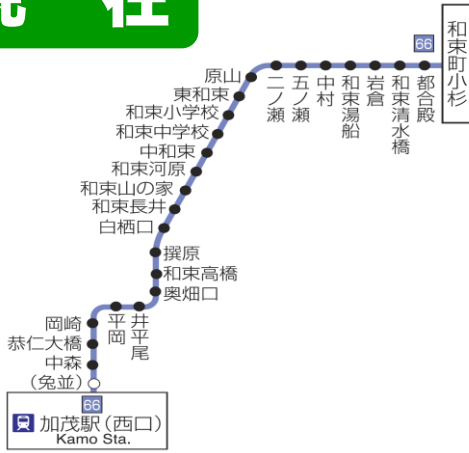 66
和束町小杉
都合殿
和束清水橋
岩倉
和束湯船
中村
五ノ瀬
二ノ瀬
原山
東和束
和束小学校
和束中学校
中和束
和束河原
和束山の家
和束長井
白栖口
撰原
和束高橋
奥畑口
井平尾
平岡
岡崎
恭仁大橋
中森
(兔並)
66
加茂駅(西口)
Kamo Sta.